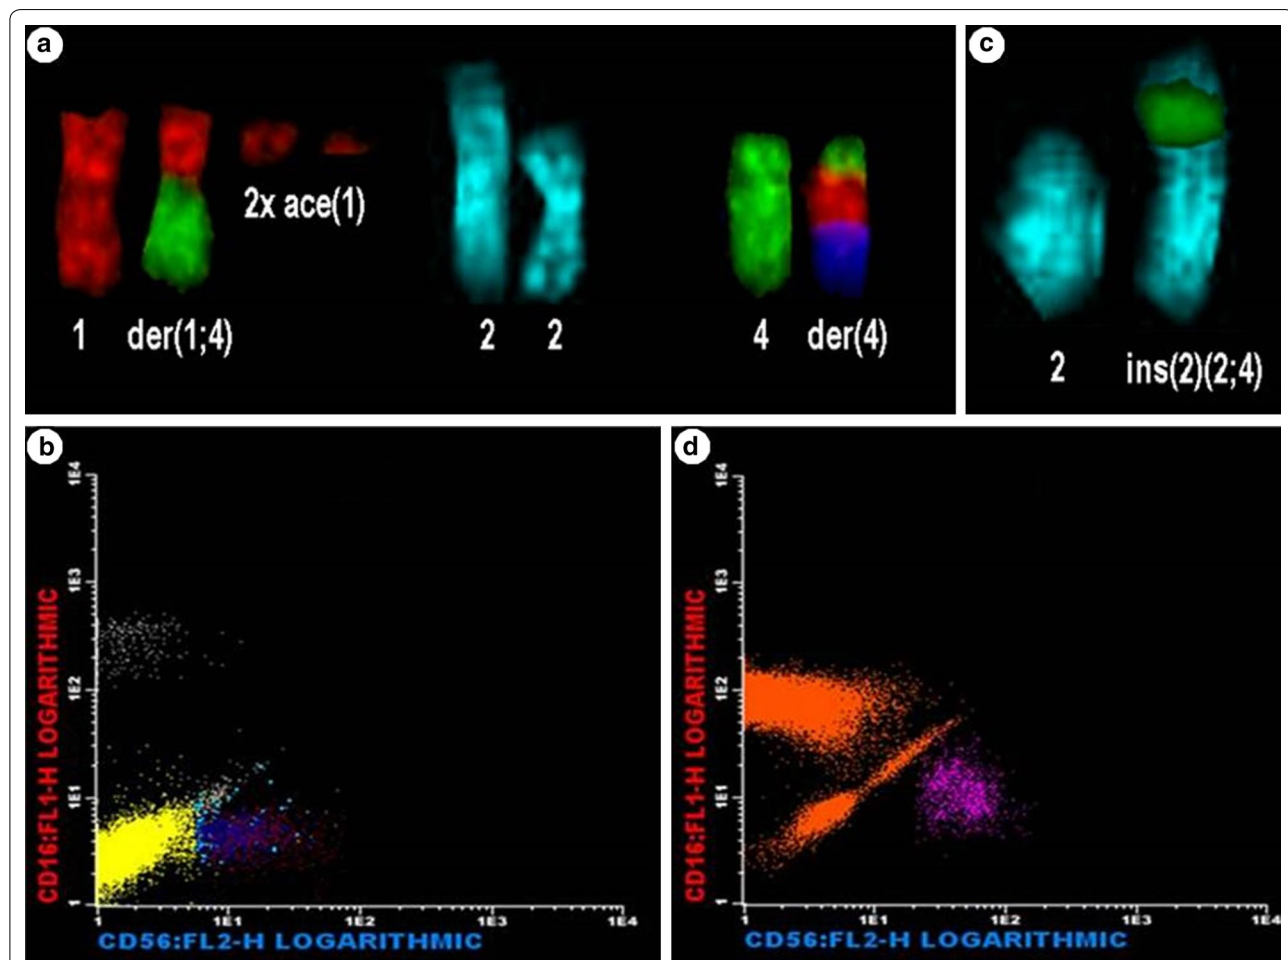 a
2x ace(1)
1 der(1;4) 2 2 4 der(4)
c
2 ins(2)(2;4)
b
CD16:FL1-H LOGARITHMIC
1E4
1E3
1E2
1E1
1
1 1E1 1E2 1E3 1E4
CD56:FL2-H LOGARITHMIC
d
CD16:FL1-H LOGARITHMIC
1E4
1E3
1E2
1E1
1
1 1E1 1E2 1E3 1E4
CD56:FL2-H LOGARITHMIC